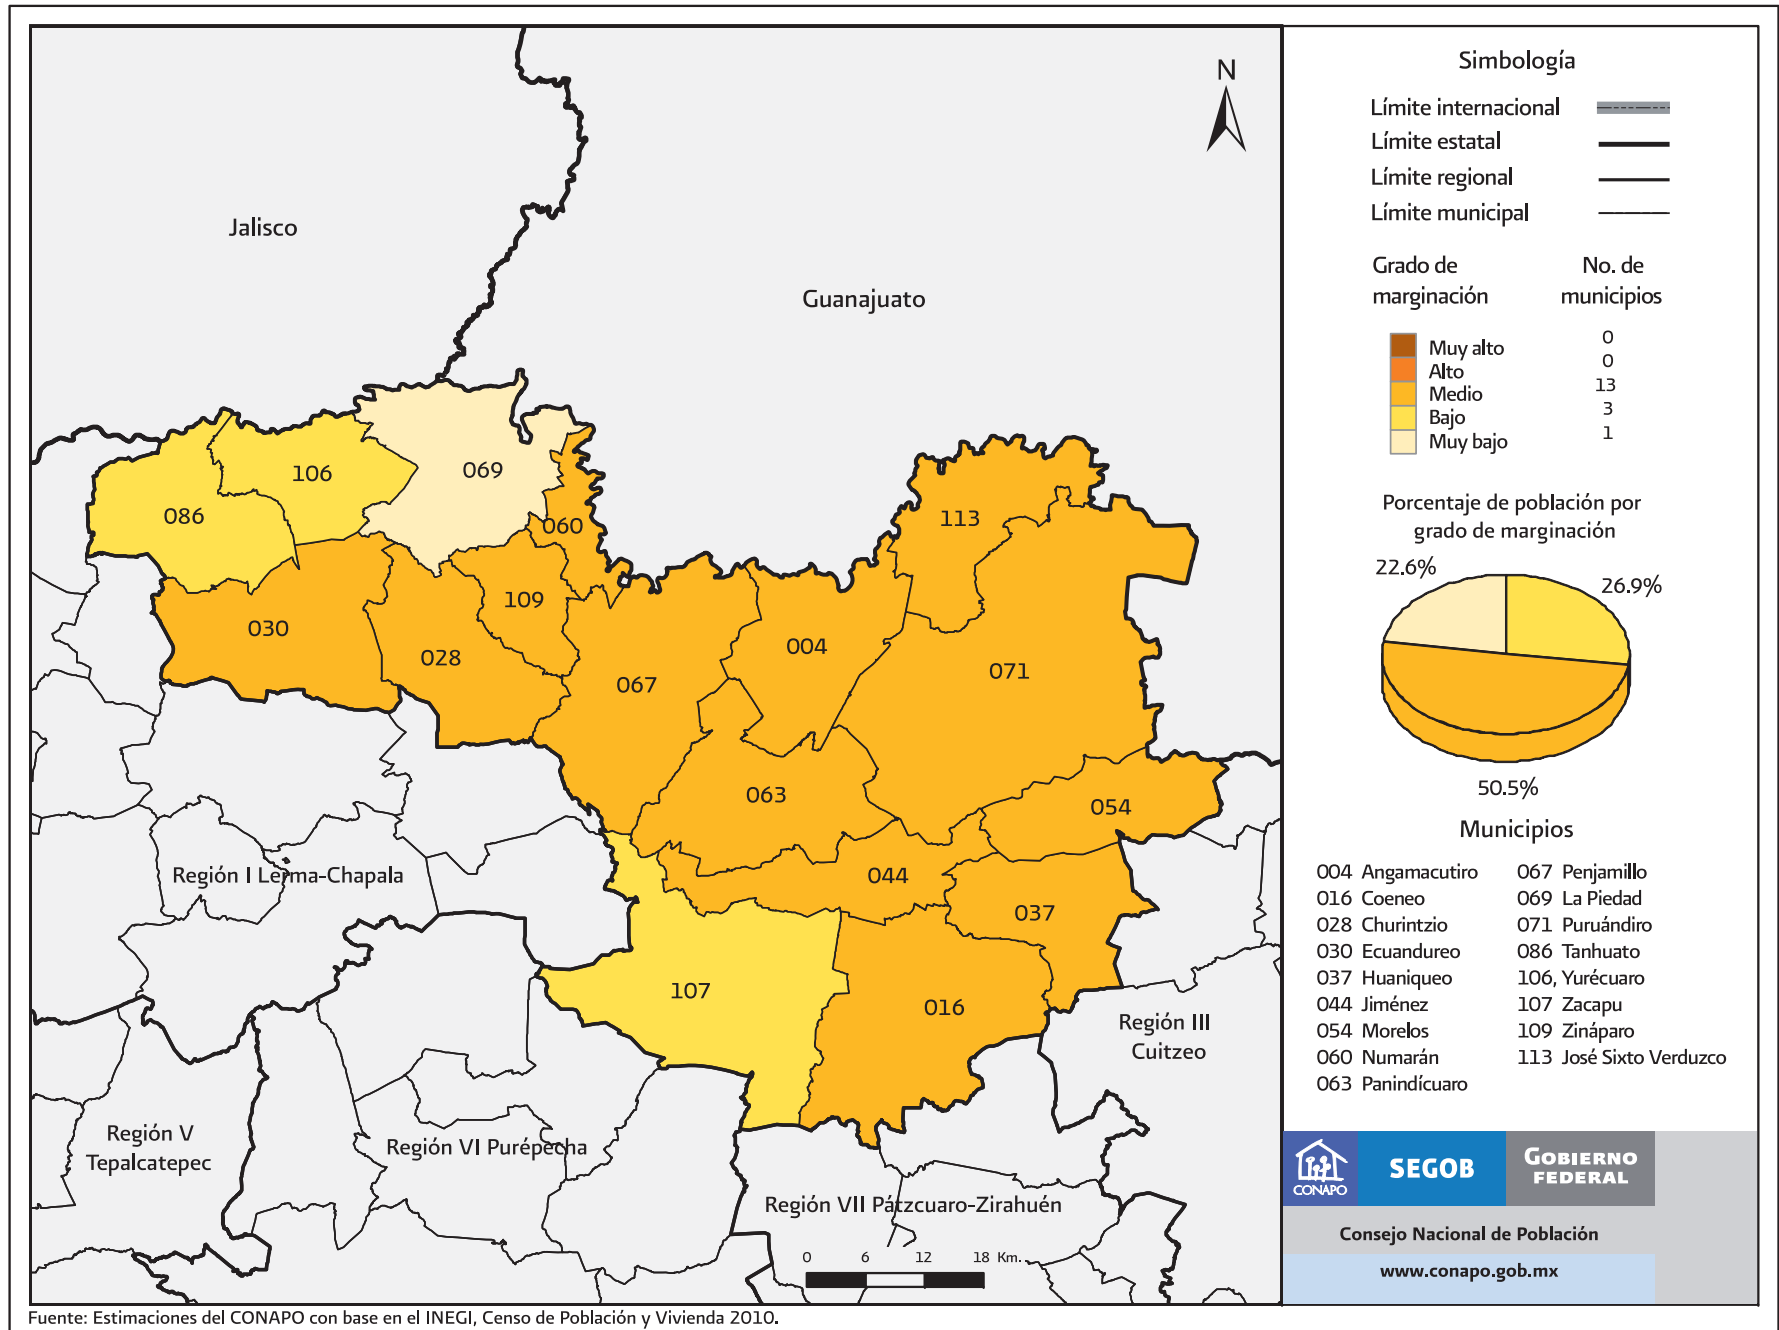 Jalisco
Guanajuato
N
086
106
069
060
113
030
028
109
067
004
071
063
054
044
037
107
016
Región I Lerma-Chapala
Región III
Cuitzeo
Región V
Tepalcatepec
Región VI Purépecha
Región VII Pátzcuaro-Zirahuén
0 6 12 18 Km.
Simbología
Límite internacional
Límite estatal
Límite regional
Límite municipal
Grado de marginación
No. de municipios
Muy alto 0
Alto 0
Medio 13
Bajo 3
Muy bajo 1
Porcentaje de población por
grado de marginación
22.6%
26.9%
50.5%
Municipios
004 Angamacutiro 067 Penjamillo
016 Coeneo 069 La Piedad
028 Churintzio 071 Puruándiro
030 Ecuandureo 086 Tanhuato
037 Huaniqueo 106, Yurécuaro
044 Jiménez 107 Zacapu
054 Morelos 109 Zináparo
060 Numarán 113 José Sixto Verduzco
063 Panindícuaro
CONAPO
SEGOB
GOBIERNO
FEDERAL
Consejo Nacional de Población
www.conapo.gob.mx
Fuente: Estimaciones del CONAPO con base en el INEGI, Censo de Población y Vivienda 2010.